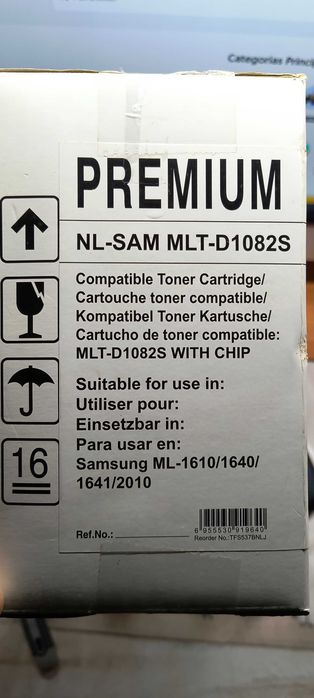 Categorías Princi
PREMIUM
NL-SAM MLT-D1082S
Compatible Toner Cartridge/
Cartouche toner compatible/
Kompatibel Toner Kartusche/
Cartucho de toner compatible:
MLT-D1082S WITH CHIP
Suitable for use in:
Utiliser pour:
Einsetzbar in:
Para usar en:
Samsung ML-1610/1640/
1641/2010
16
Ref.No.:
6 955530 919640
Reorder No.:TFS537BNLJ